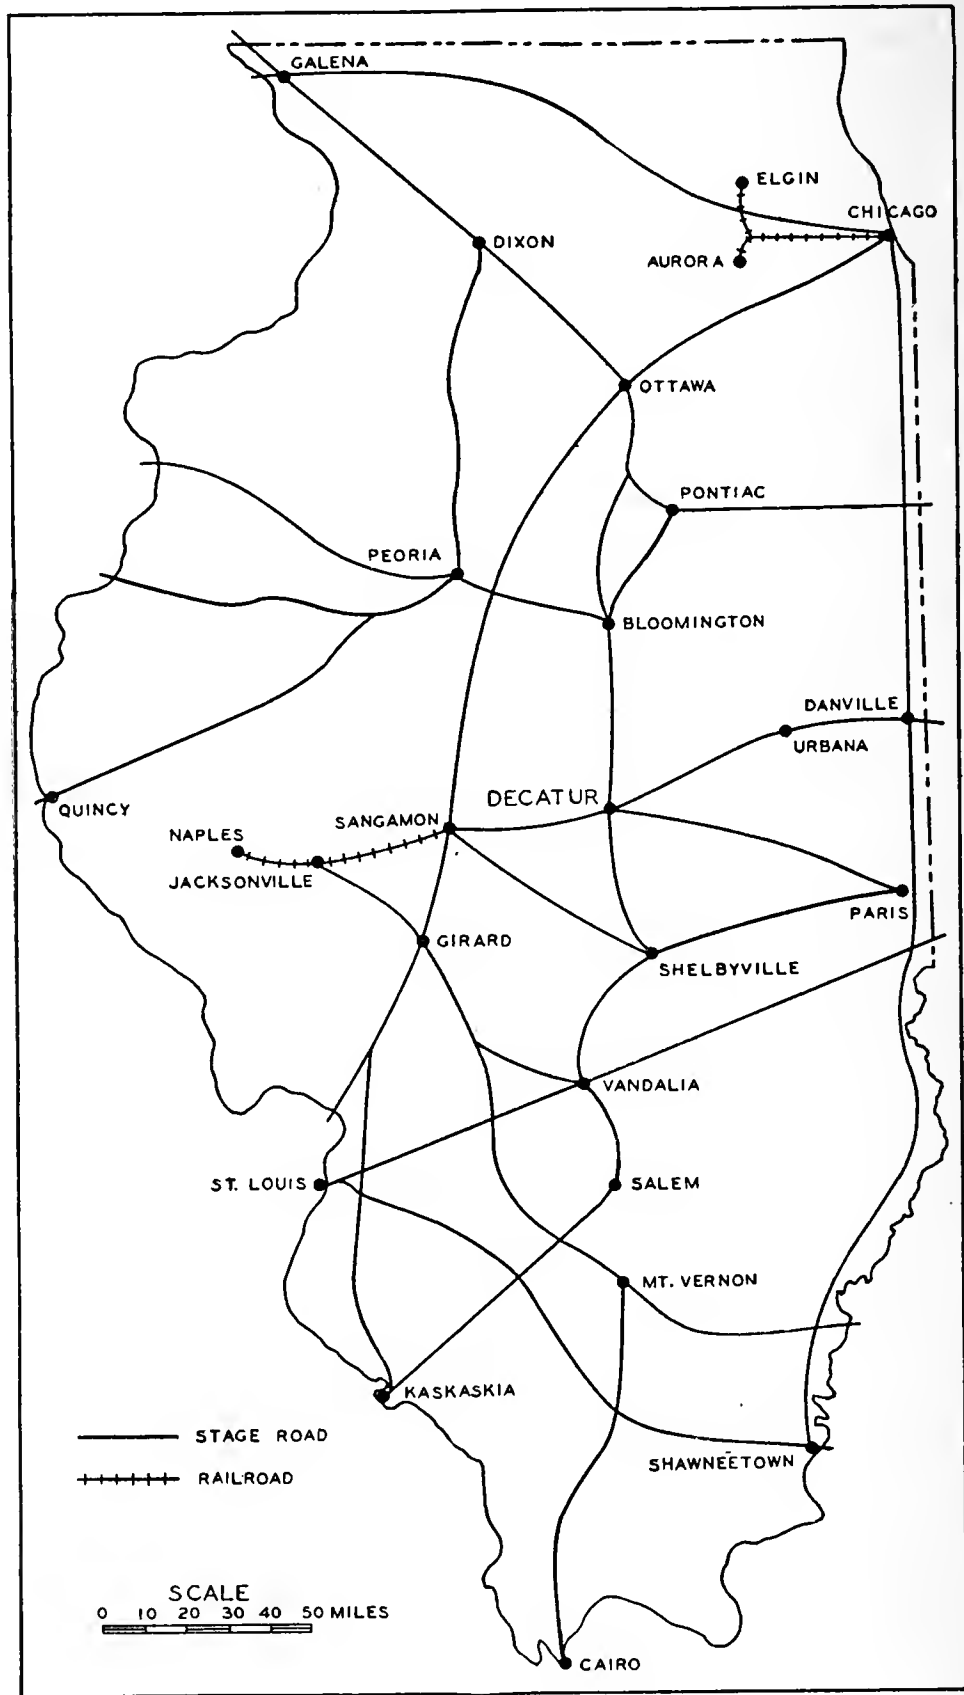 GALENA
ELGIN
CHICAGO
DIXON
AURORA
OTTAWA
PONTIAC
PEORIA
BLOOMINGTON
DANVILLE
URBANA
DECATUR
QUINCY
SANGAMON
NAPLES
JACKSONVILLE
PARIS
GIRARD
SHELBYVILLE
VANDALIA
ST. LOUIS
SALEM
MT. VERNON
KASKASKIA
STAGE ROAD
SHAWNEETOWN
RAILROAD
SCALE
0 10 20 30 40 50 MILES
CAIRO